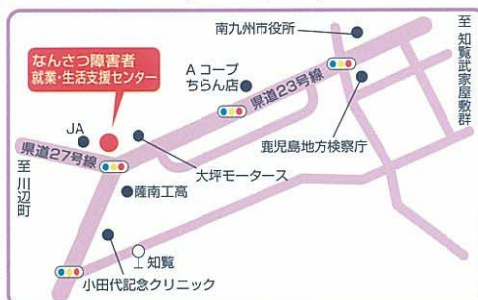 南九州市役所
至 知覧武家屋敷群
なんさつ障害者
就業・生活支援センター
Aコープ
ちらん店
県道23号線
JA
県道27号線
鹿児島地方検察庁
大坪モータース
至 川辺町
薩南工高
知覧
小田代記念クリニック